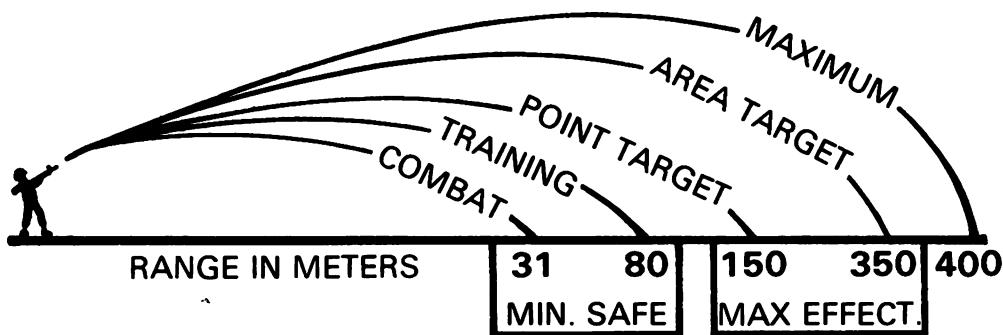 MAXIMUM
AREA TARGET
POINT TARGET
TRAINING
COMBAT
RANGE IN METERS 31 80 150 350 400
MIN. SAFE MAX EFFECT.